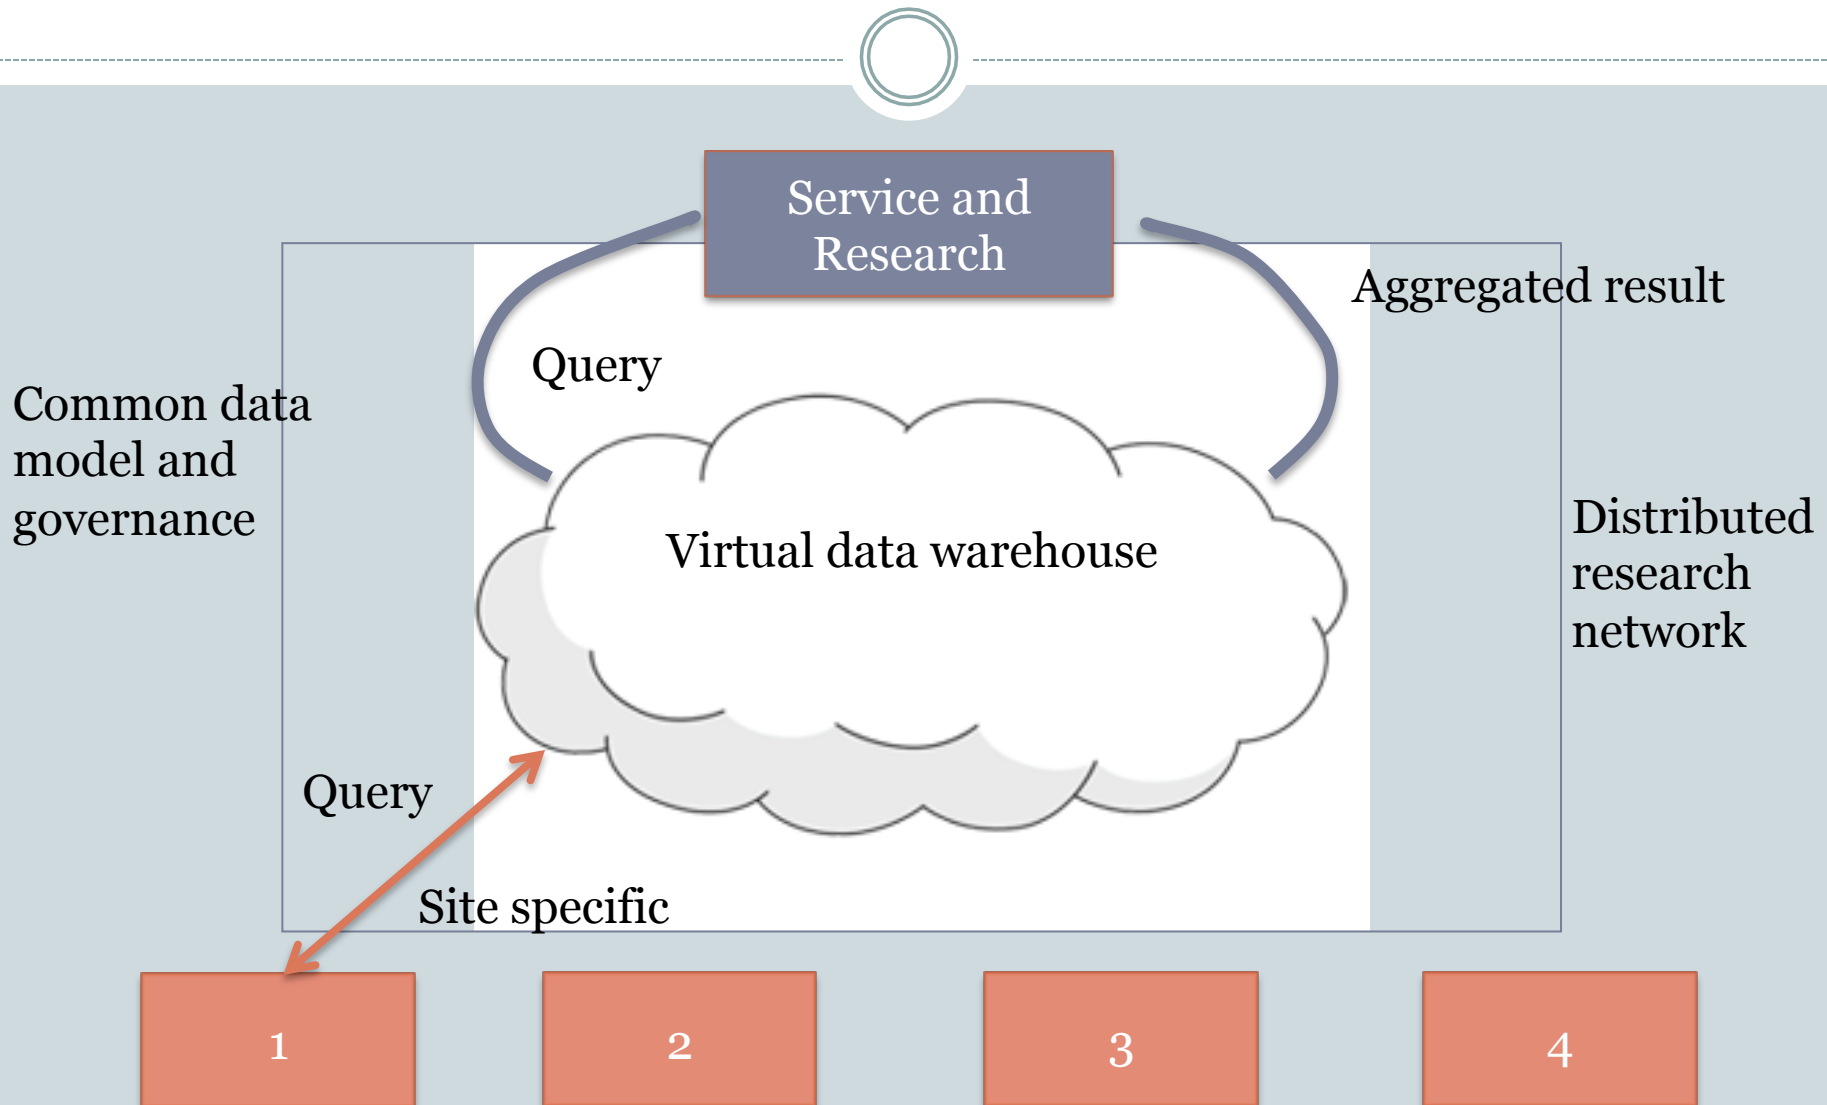 Service and
Research
Aggregated result
Query
Common data
model and
governance
Virtual data warehouse
Distributed
research
network
Query
Site specific
1
2
3
4